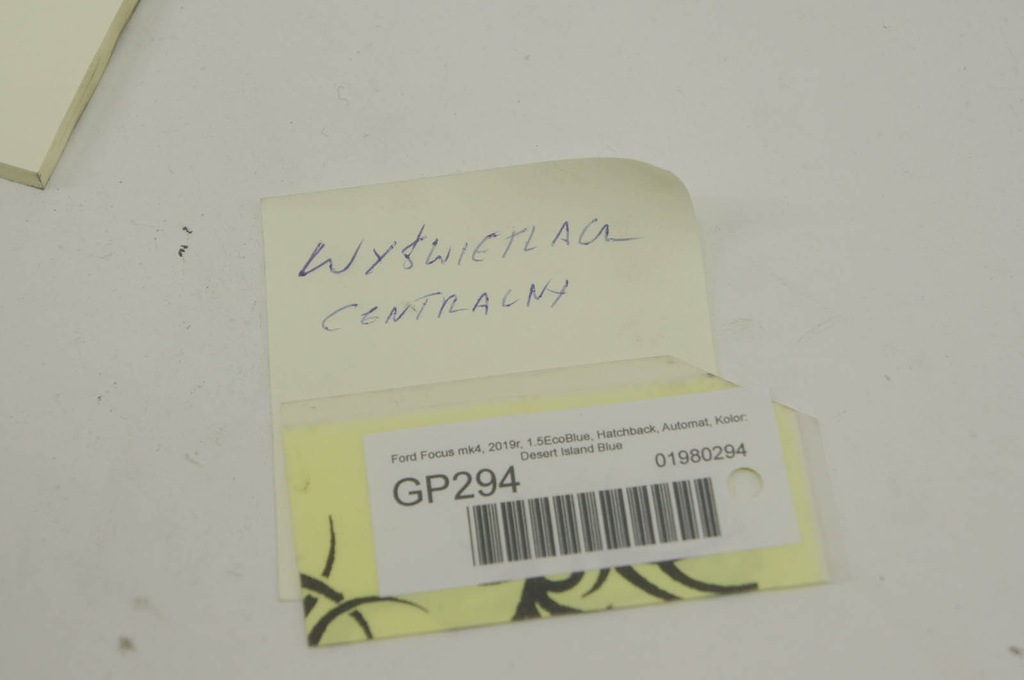 WYŚWIETLACZ
CENTRALNY
Ford Focus mk4, 2019r, 1.5EcoBlue, Hatchback, Automat, Kolor:
Desert Island Blue
01980294
GP294